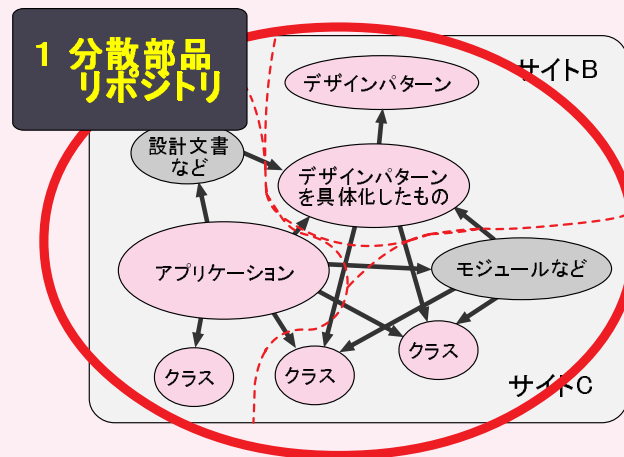 1 分散部品
リポジトリ
サイトB
デザインパターン
設計文書
など
デザインパターン
を具体化したもの
アプリケーション
モジュールなど
クラス
クラス
クラス
サイトC